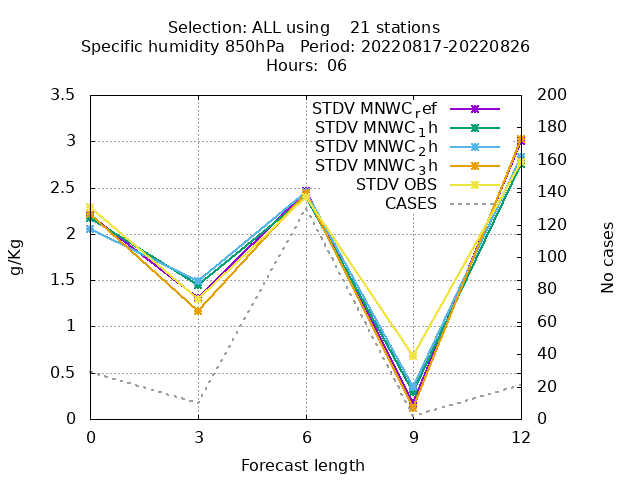 Selection: ALL using    21 stations
Specific humidity 850hPa   Period: 20220817-20220826
Hours: 06
STDV MNWC_ref
STDV MNWC_1h
STDV MNWC_2h
STDV MNWC_3h
STDV OBS
CASES
g/Kg
3.5
3
2.5
2
1.5
1
0.5
0
200
180
160
140
120
100
80
60
40
20
0
No cases
0 3 6 9 12
Forecast length